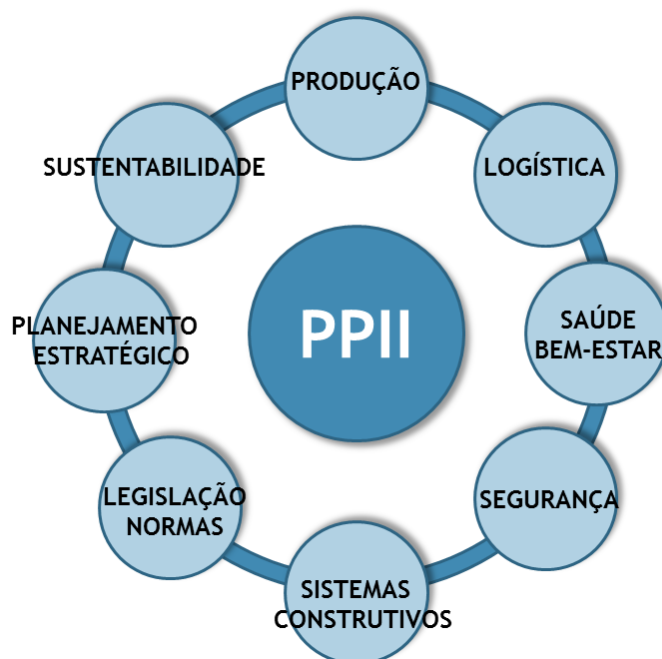 PRODUÇÃO
LOGÍSTICA
SAÚDE
BEM-ESTAR
SEGURANÇA
SISTEMAS
CONSTRUTIVOS
LEGISLAÇÃO
NORMAS
PLANEJAMENTO
ESTRATÉGICO
SUSTENTABILIDADE
PPII